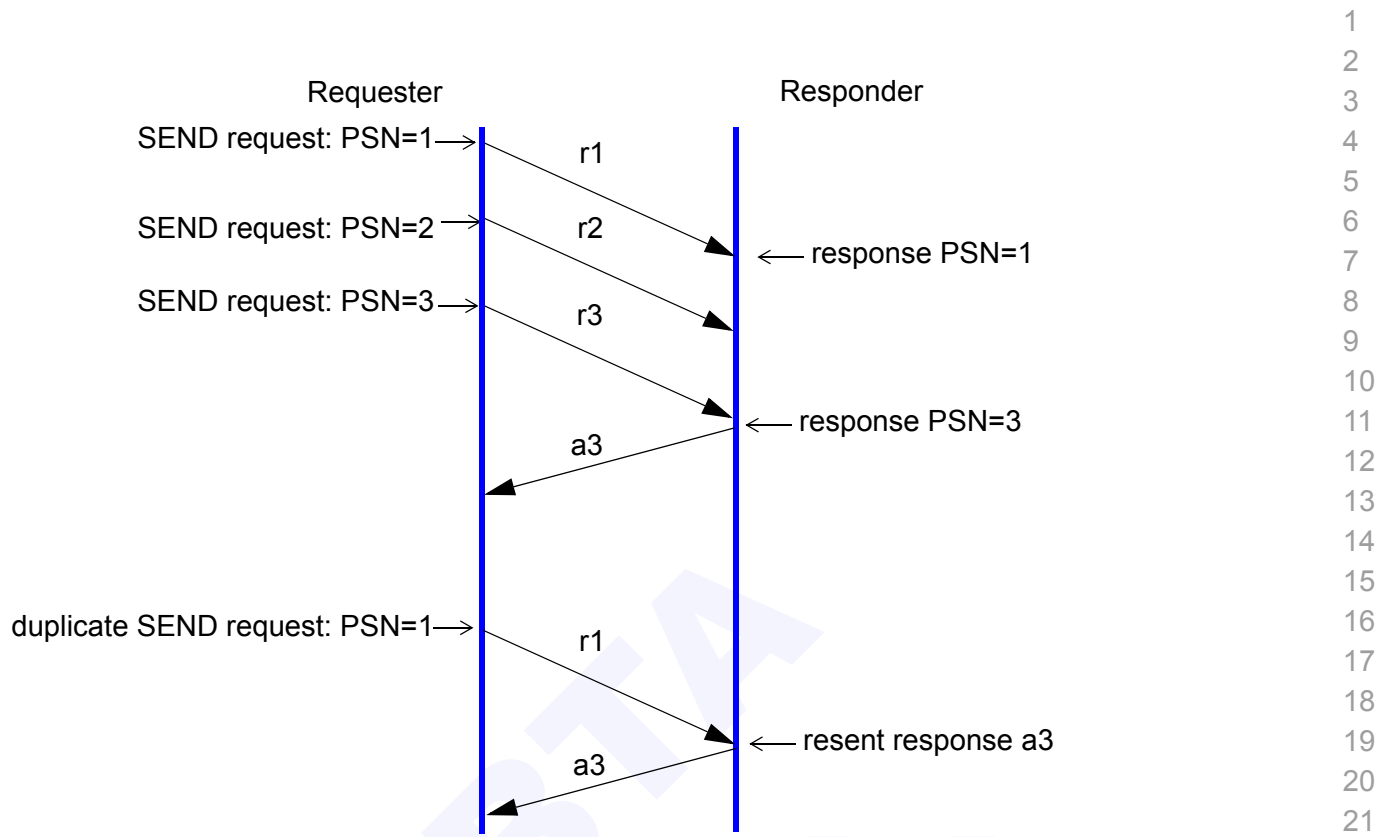 1
2
Requester
Responder
3
SEND request: PSN=1
r1
4
5
SEND request: PSN=2
r2
6
response PSN=1
7
SEND request: PSN=3
r3
8
9
10
response PSN=3
11
a3
12
13
14
15
duplicate SEND request: PSN=1
r1
16
17
18
resent response a3
19
a3
20
21
BTA